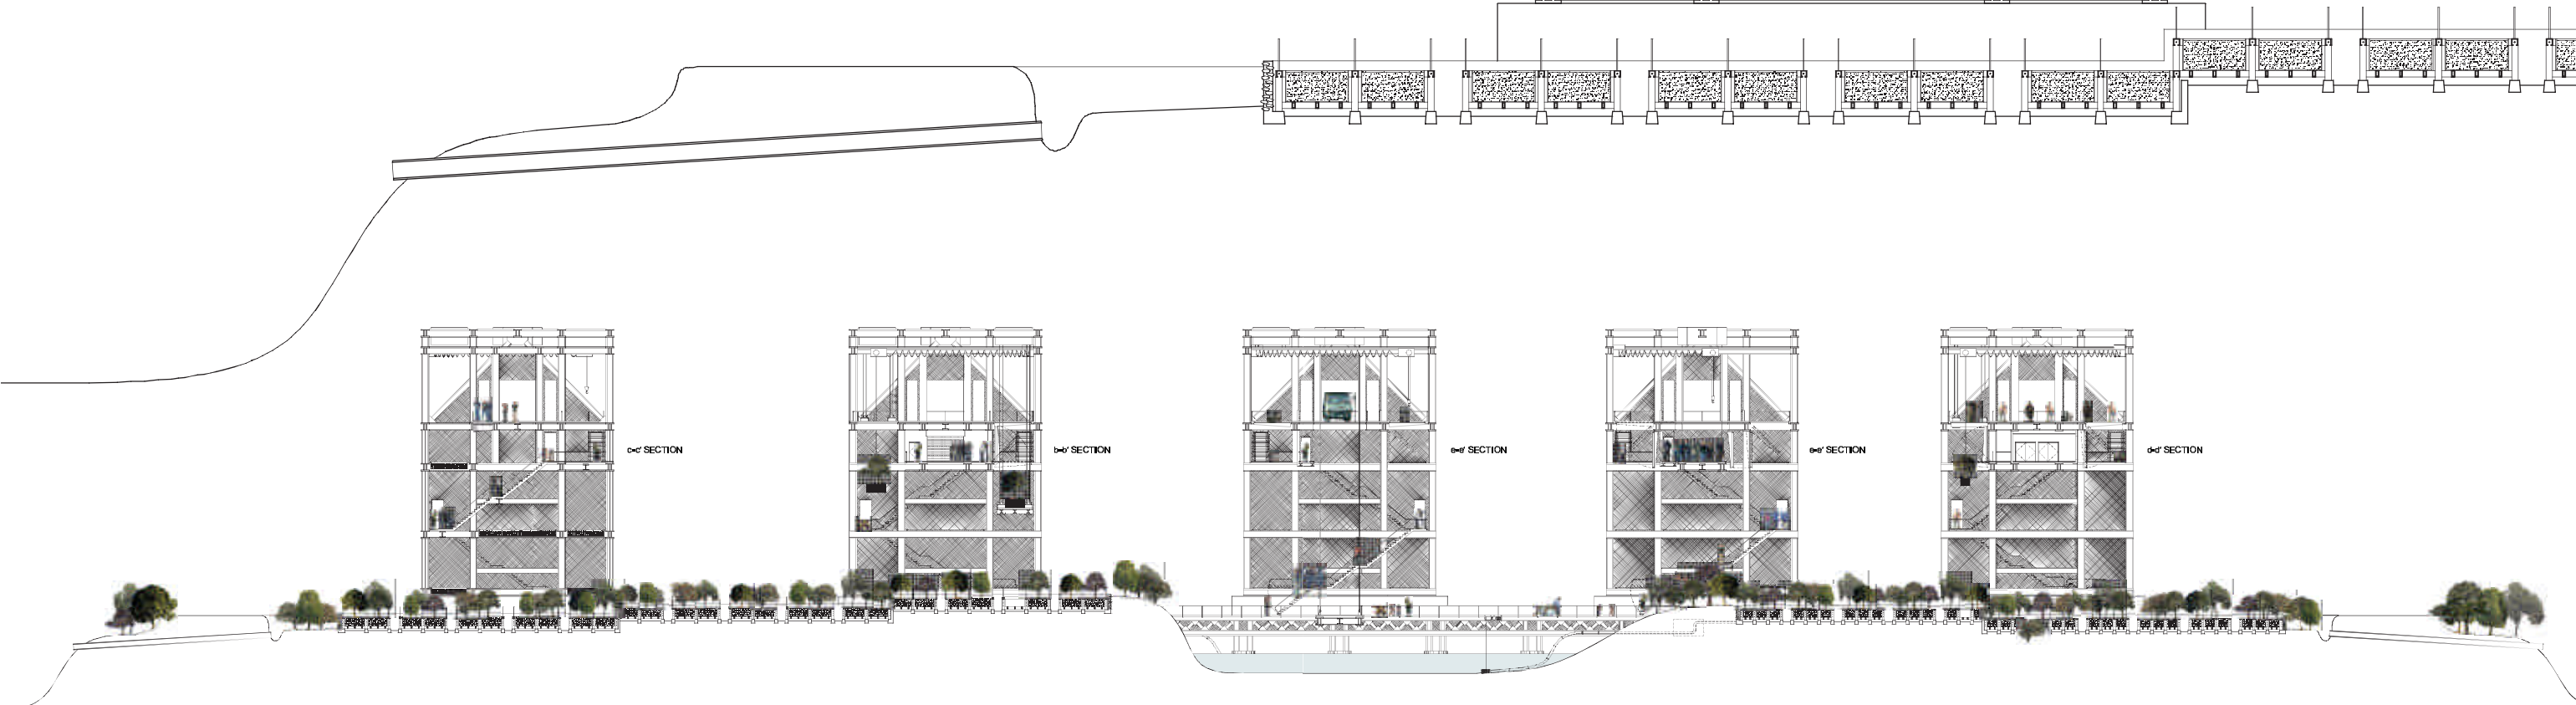 c-c' SECTION
b-b' SECTION
e-e' SECTION
e-e' SECTION
d-d' SECTION